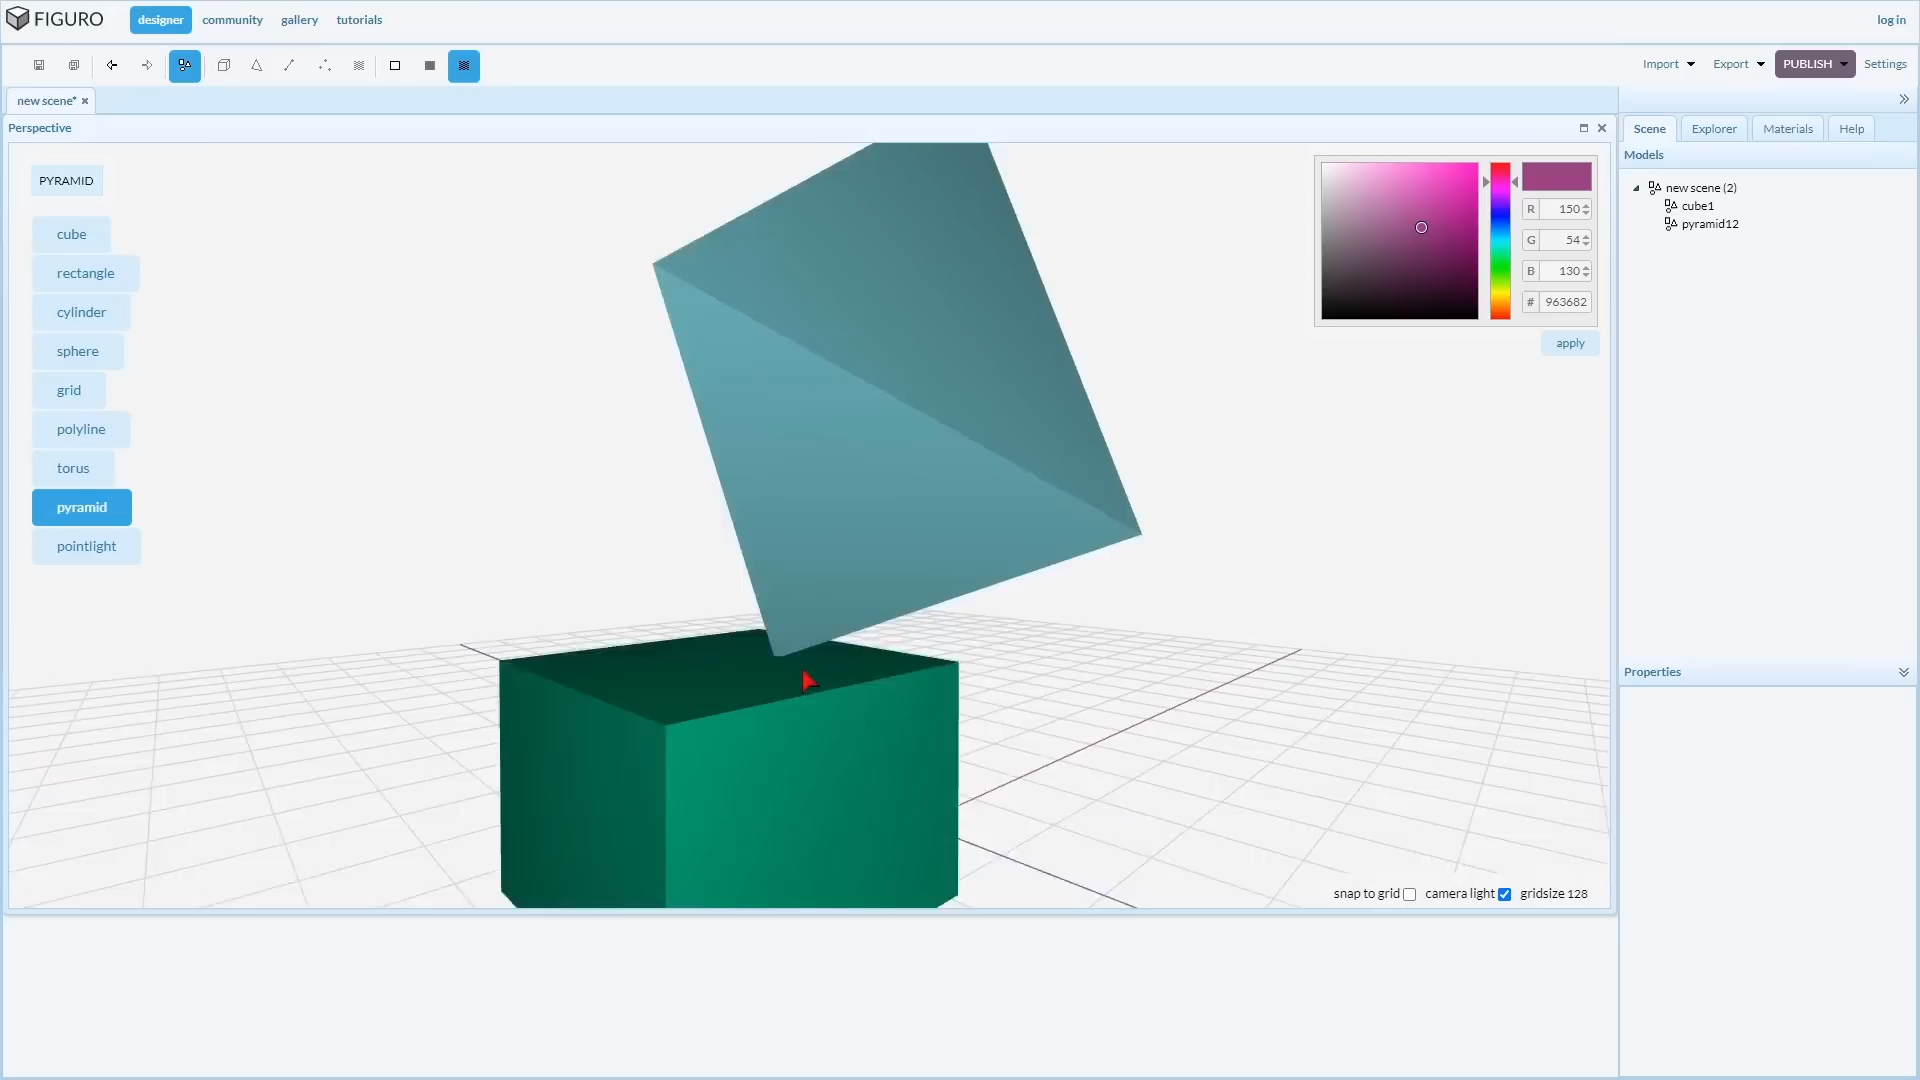 FIGURO designer community gallery tutorials log in
Import Export PUBLISH Settings
new scene*
Perspective
PYRAMID
cube
rectangle
cylinder
sphere
grid
polyline
torus
pyramid
pointlight
R 150
G 54
B 130
# 963682
apply
snap to grid camera light gridsize 128
Scene Explorer Materials Help
Models
new scene (2)
cube1
pyramid12
Properties